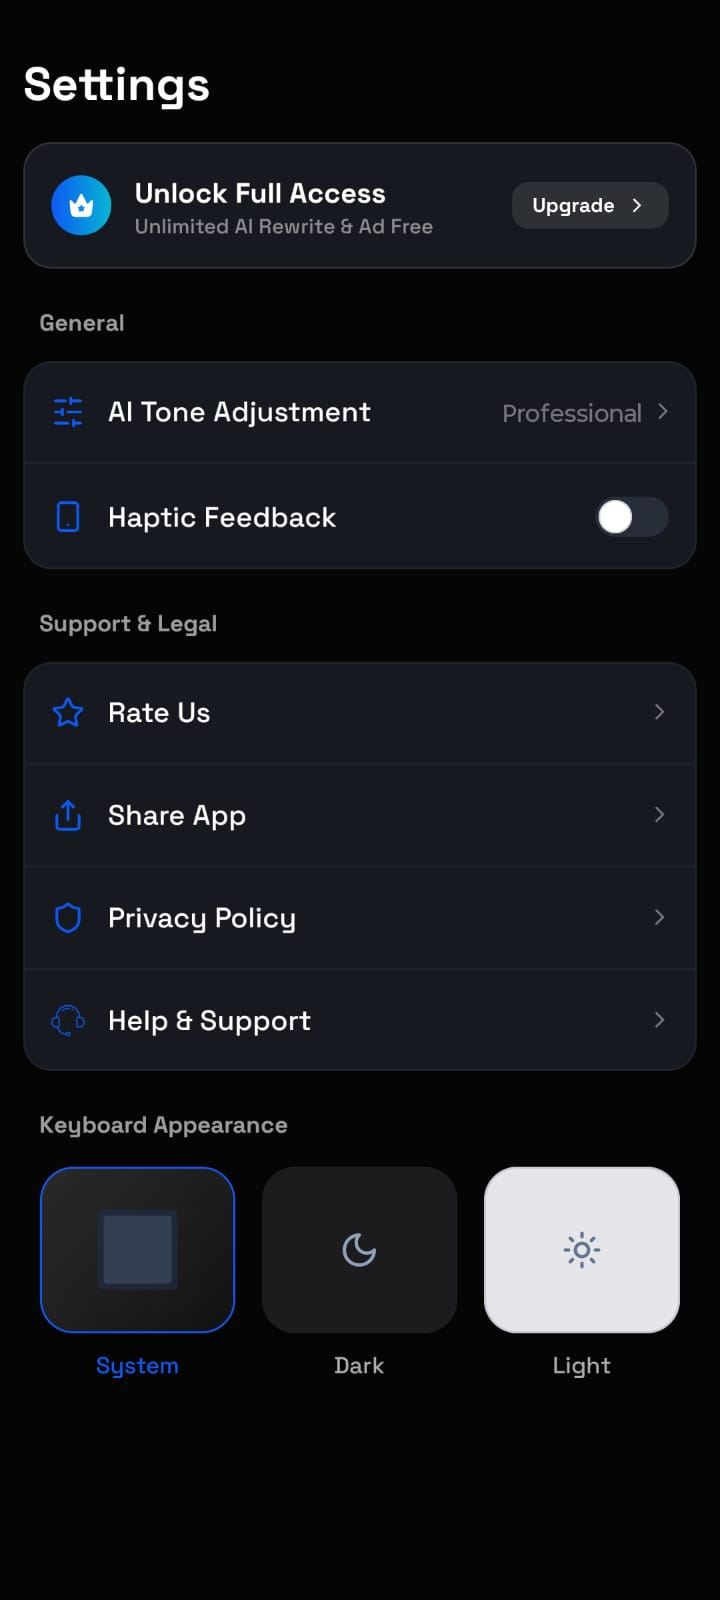 Settings
Unlock Full Access
Unlimited AI Rewrite & Ad Free
Upgrade
General
AI Tone Adjustment
Professional
Haptic Feedback
Support & Legal
Rate Us
Share App
Privacy Policy
Help & Support
Keyboard Appearance
System
Dark
Light